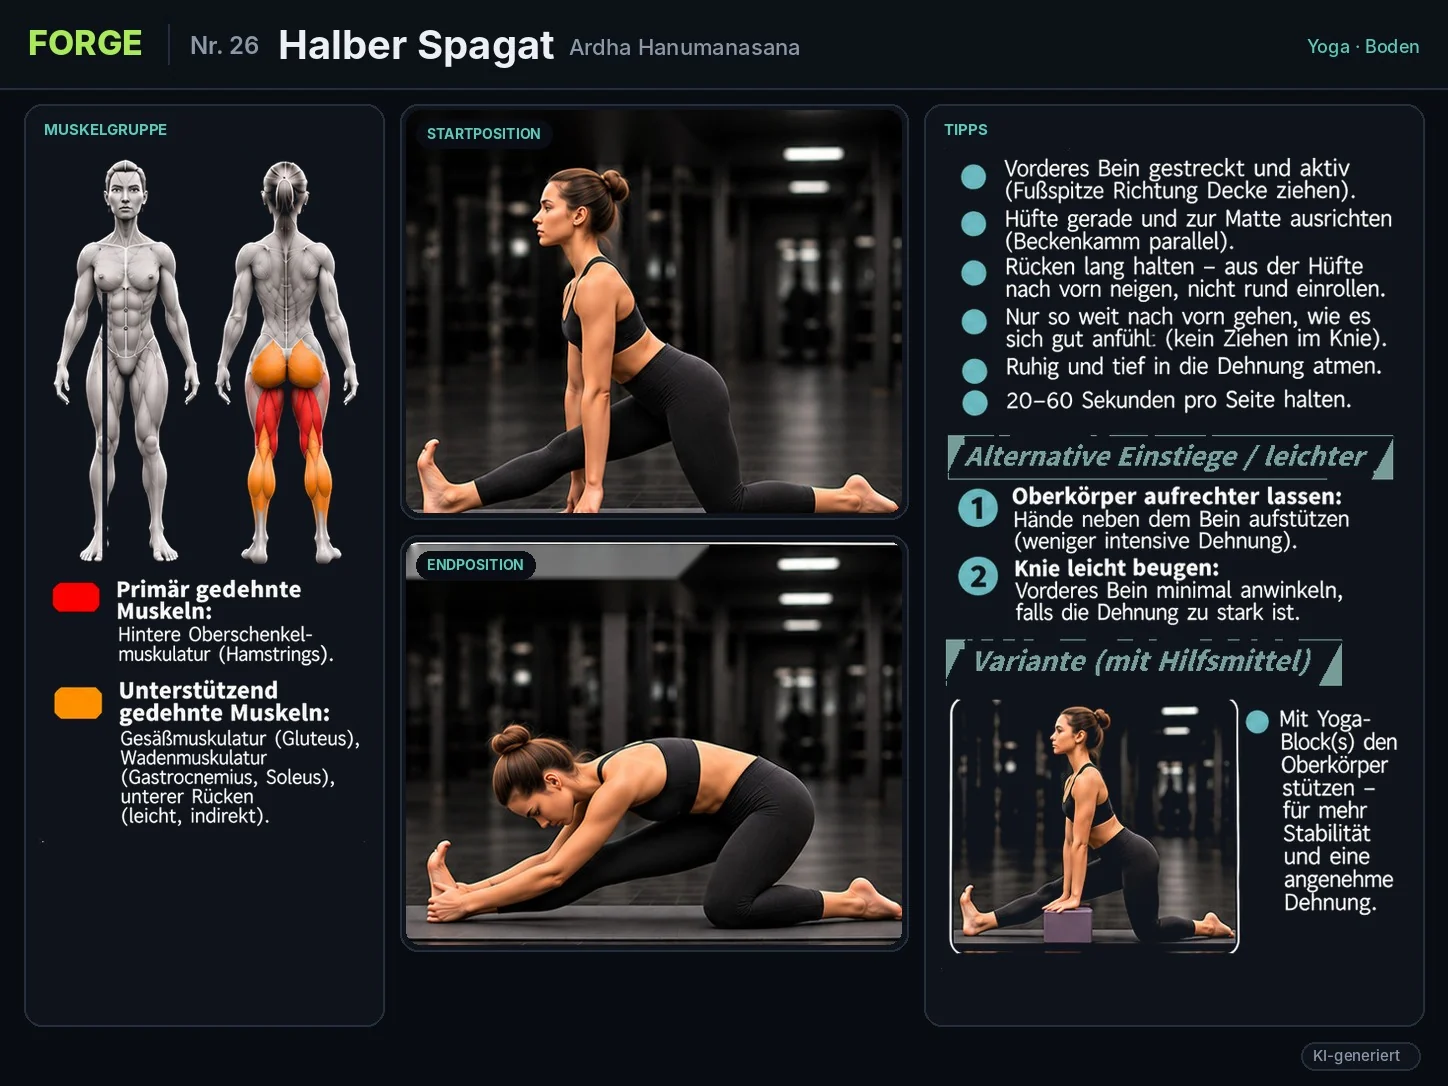 FORGE
Nr. 26
Halber Spagat
Ardha Hanumanasana
Yoga · Boden
MUSKELGRUPPE
Primär gedehnte
Muskeln:
Hintere Oberschenkel-
muskulatur (Hamstrings).
Unterstützend
gedehnte Muskeln:
Gesäßmuskulatur (Gluteus),
Wadenmuskulatur
(Gastrocnemius, Soleus),
unterer Rücken
(leicht, indirekt).
STARTPOSITION
ENDPOSITION
TIPPS
Vorderes Bein gestreckt und aktiv
(Fußspitze Richtung Decke ziehen).
Hüfte gerade und zur Matte ausrichten
(Beckenkamm parallel).
Rücken lang halten – aus der Hüfte
nach vorn neigen, nicht rund einrollen.
Nur so weit nach vorn gehen, wie es
sich gut anfühl: (kein Ziehen im Knie).
Ruhig und tief in die Dehnung atmen.
20–60 Sekunden pro Seite halten.
Alternative Einstiege / leichter
1 Oberkörper aufrechter lassen:
Hände neben dem Bein aufstützen
(weniger intensive Dehnung).
2 Knie leicht beugen:
Vorderes Bein minimal anwinkeln,
falls die Dehnung zu stark ist.
Variante (mit Hilfsmittel)
Mit Yoga-
Block(s) den
Oberkörper
stützen –
für mehr
Stabilität
und eine
angenehme
Dehnung.
KI-generiert